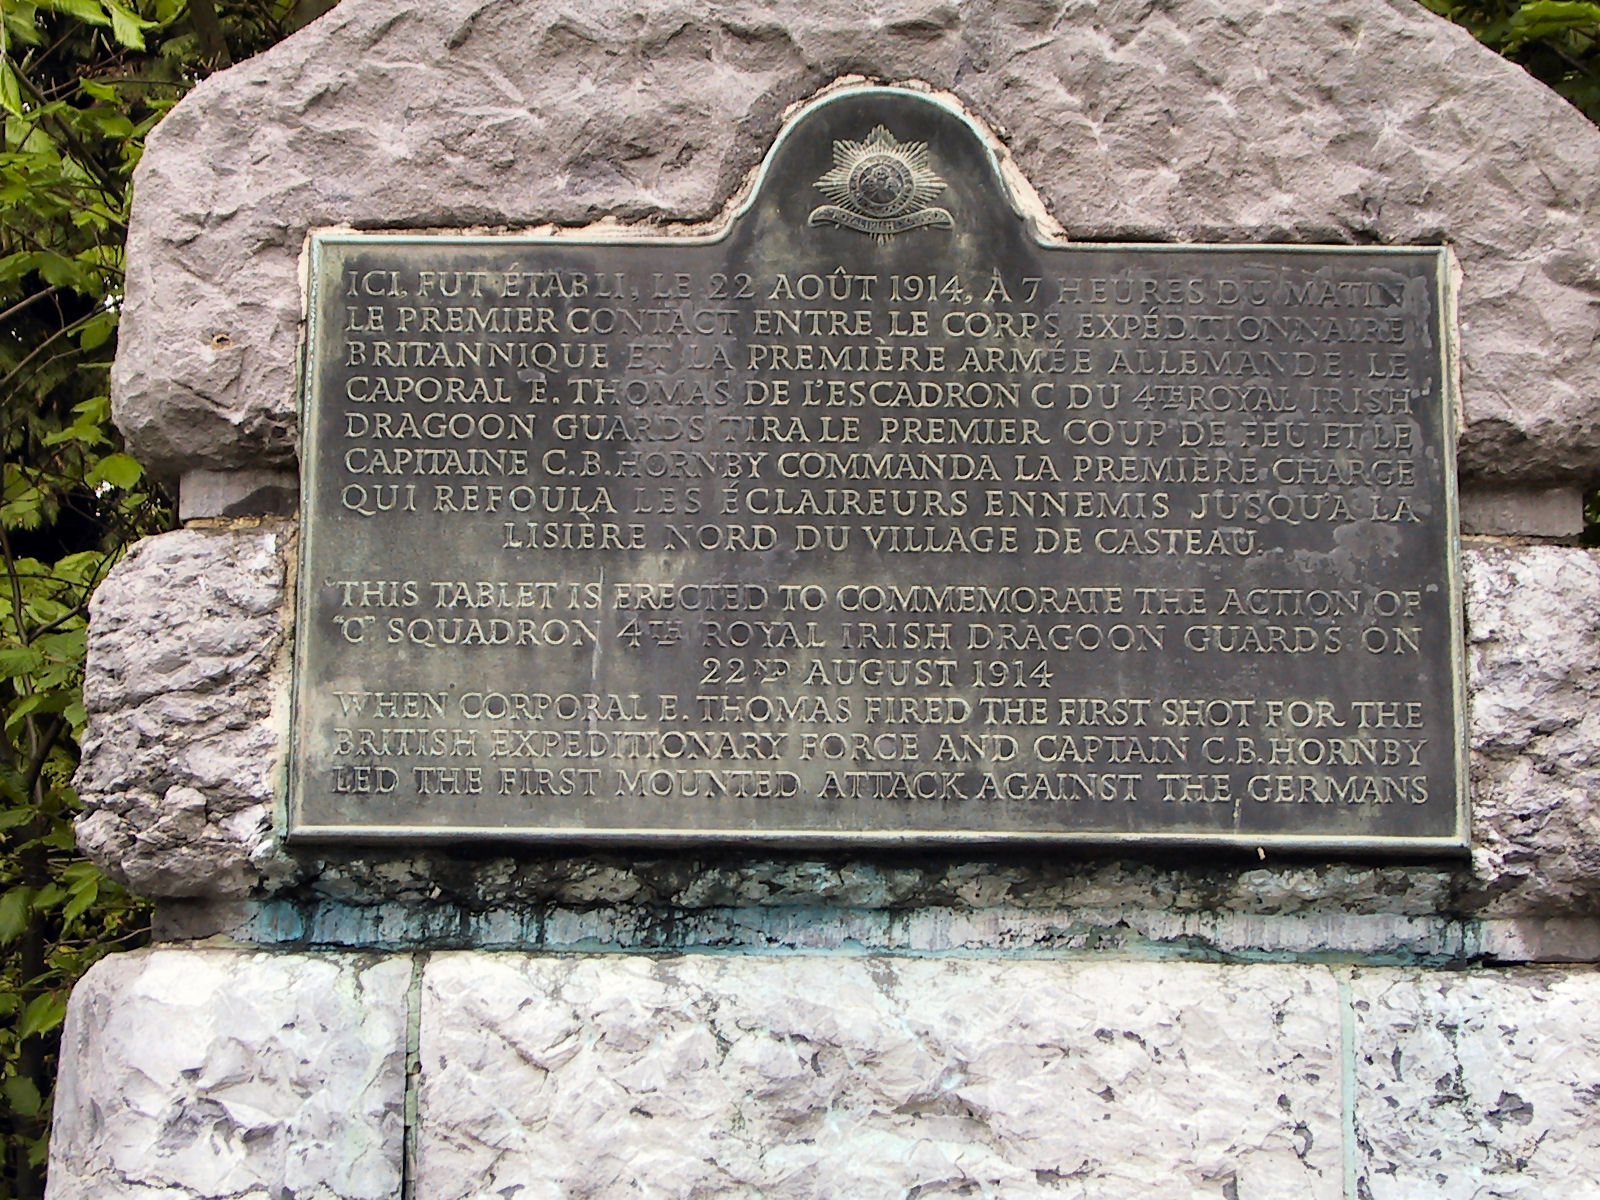 ROYAL IRISH
ICI, FUT ÉTABLI, LE 22 AOÛT 1914, À 7 HEURES DU MATIN
LE PREMIER CONTACT ENTRE LE CORPS EXPÉDITIONNAIRE
BRITANNIQUE ET LA PREMIÈRE ARMÉE ALLEMANDE. LE
CAPORAL E. THOMAS DE L'ESCADRON C DU 4TH ROYAL IRISH
DRAGOON GUARDS TIRA LE PREMIER COUP DE FEU ET LE
CAPITAINE C.B. HORNBY COMMANDA LA PREMIÈRE CHARGE
QUI REFOULA LES ÉCLAIREURS ENNEMIS JUSQU'A LA
LISIÈRE NORD DU VILLAGE DE CASTEAU.
THIS TABLET IS ERECTED TO COMMEMORATE THE ACTION OF
"C" SQUADRON 4TH ROYAL IRISH DRAGOON GUARDS ON
22ND AUGUST 1914
WHEN CORPORAL E. THOMAS FIRED THE FIRST SHOT FOR THE
BRITISH EXPEDITIONARY FORCE AND CAPTAIN C.B. HORNBY
LED THE FIRST MOUNTED ATTACK AGAINST THE GERMANS